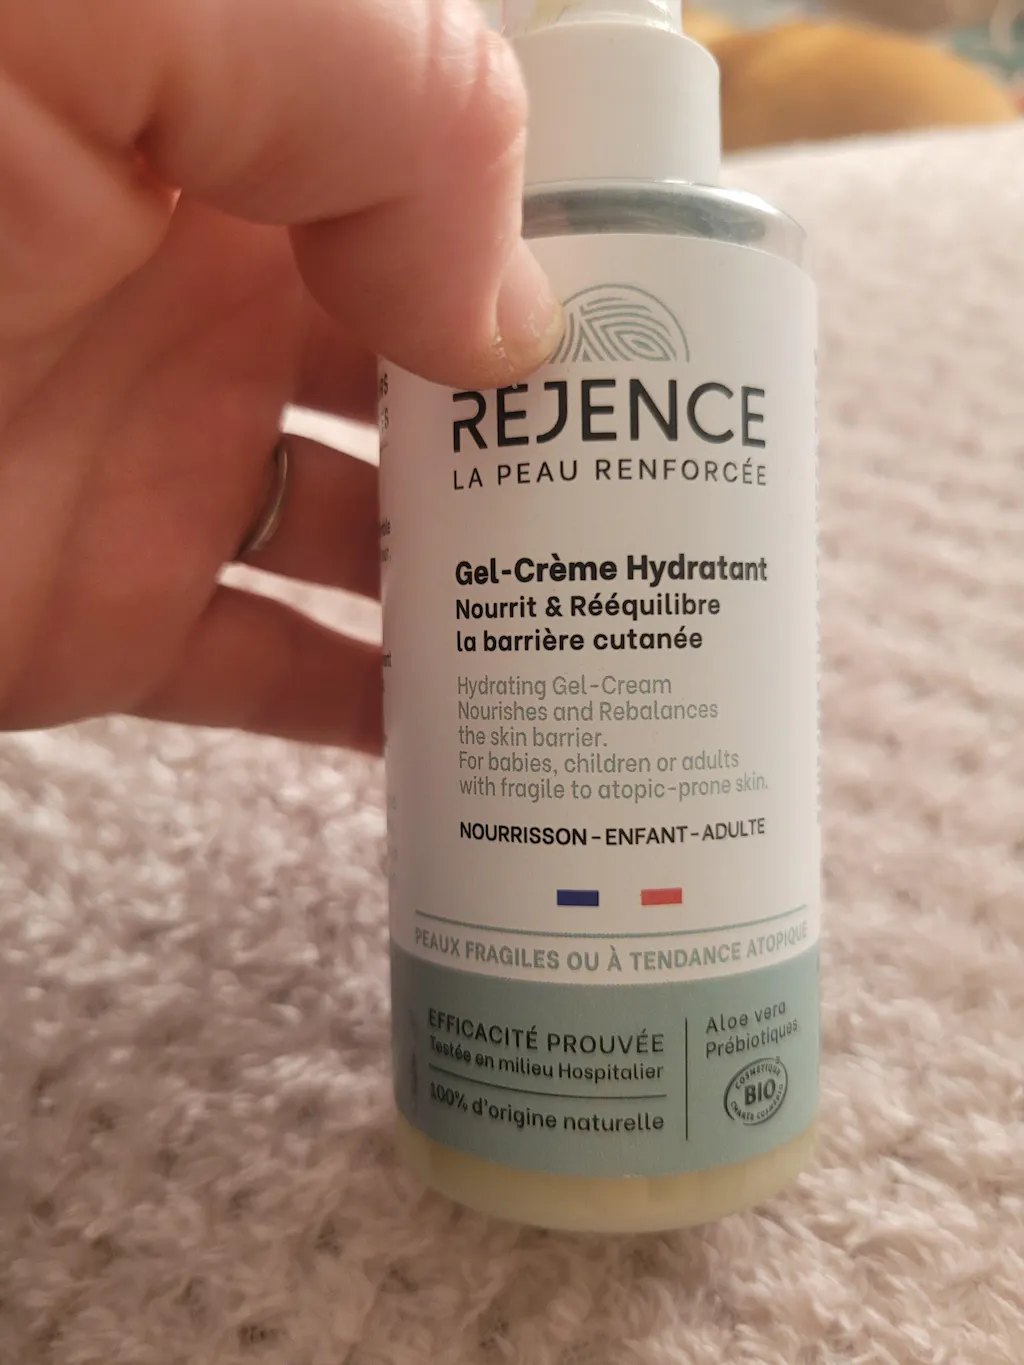 RÉJENCE
LA PEAU RENFORCÉE
Gel-Crème Hydratant
Nourrit & Rééquilibre
la barrière cutanée
Hydrating Gel-Cream
Nourishes and Rebalances
the skin barrier.
For babies, children or adults
with fragile to atopic-prone skin.
NOURRISSON-ENFANT-ADULTE
PEAUX FRAGILES OU À TENDANCE ATOPIQUE
EFFICACITÉ PROUVÉE
Testée en milieu Hospitalier
100% d'origine naturelle
Aloe vera
Prébiotiques
COSMÉTIQUE
BIO